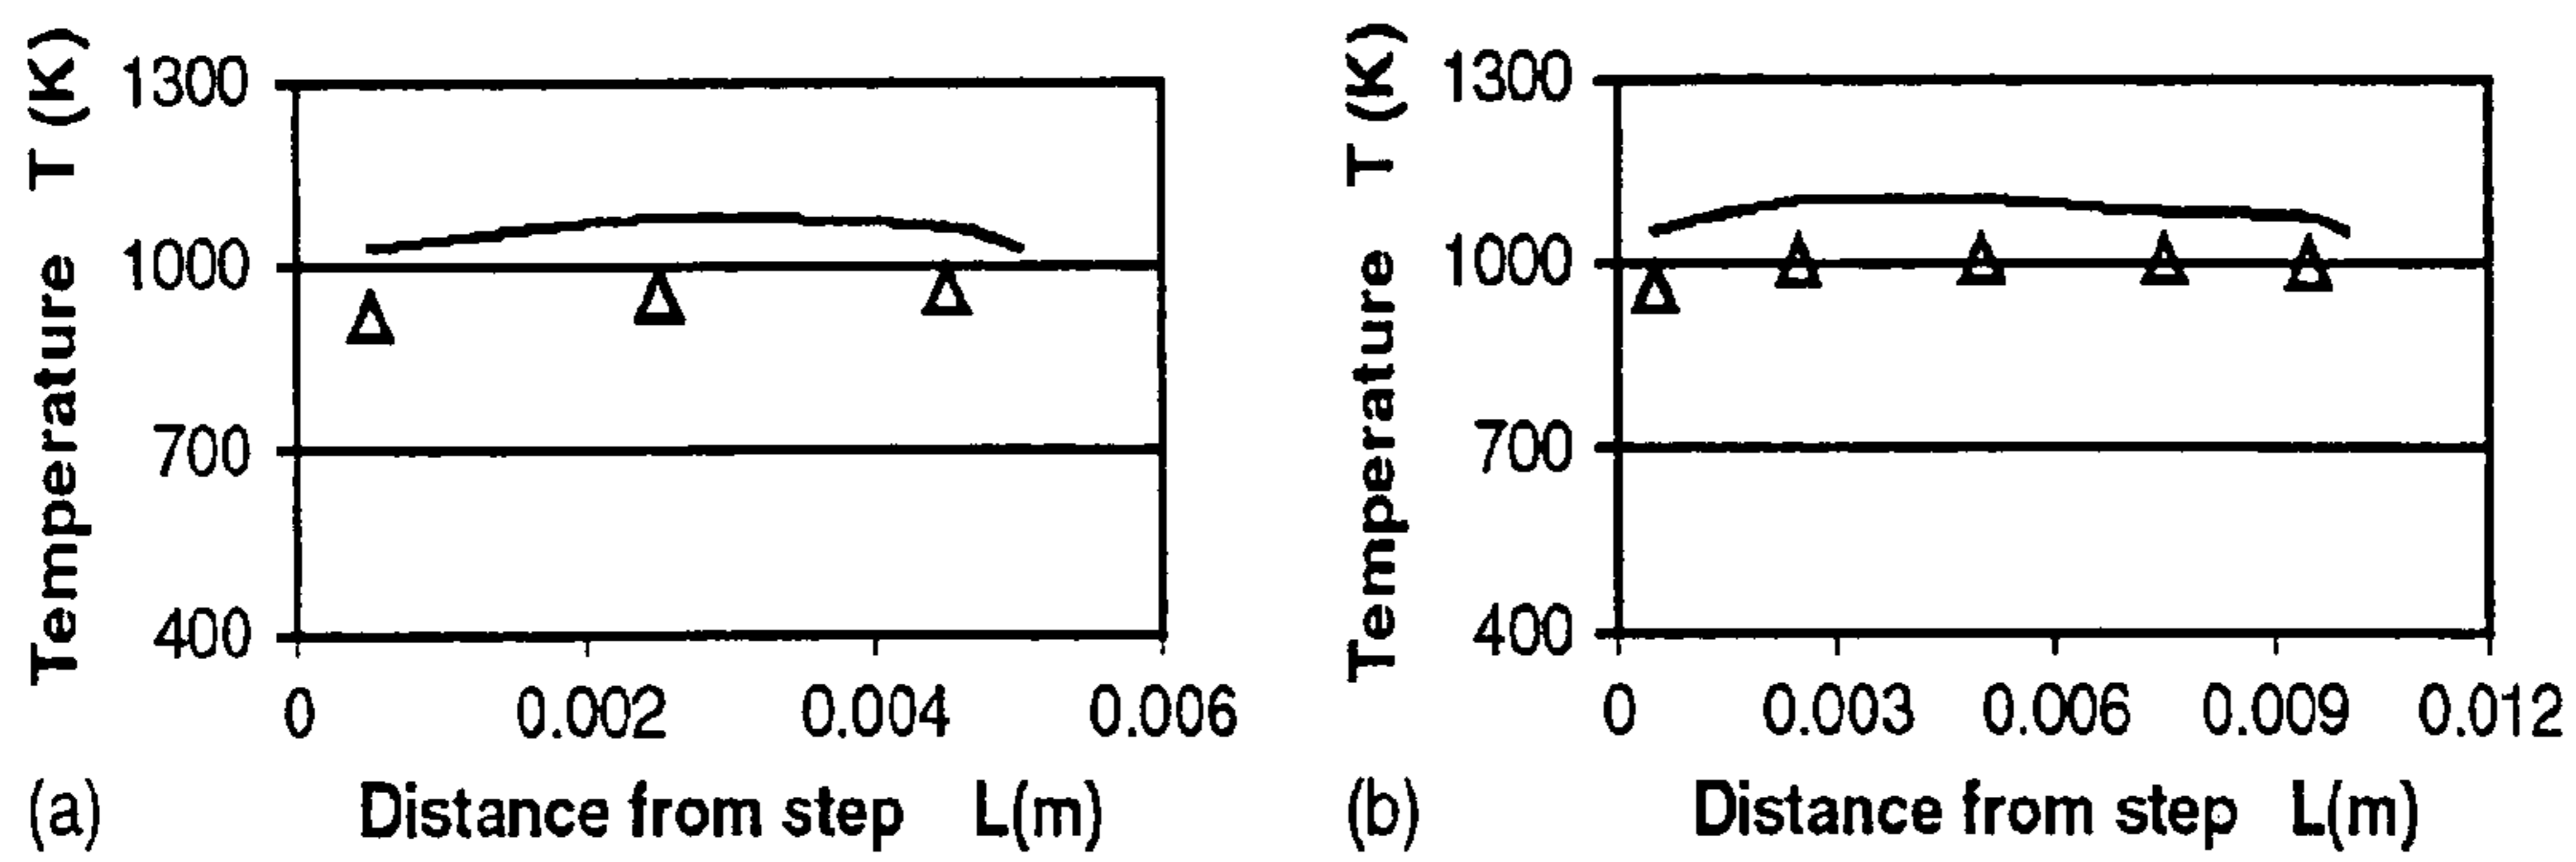 Temperature T (K)
1300
1000
700
400
0 0.002 0.004 0.006
(a) Distance from step L(m)
Temperature T (K)
1300
1000
700
400
0 0.003 0.006 0.009 0.012
(b) Distance from step L(m)